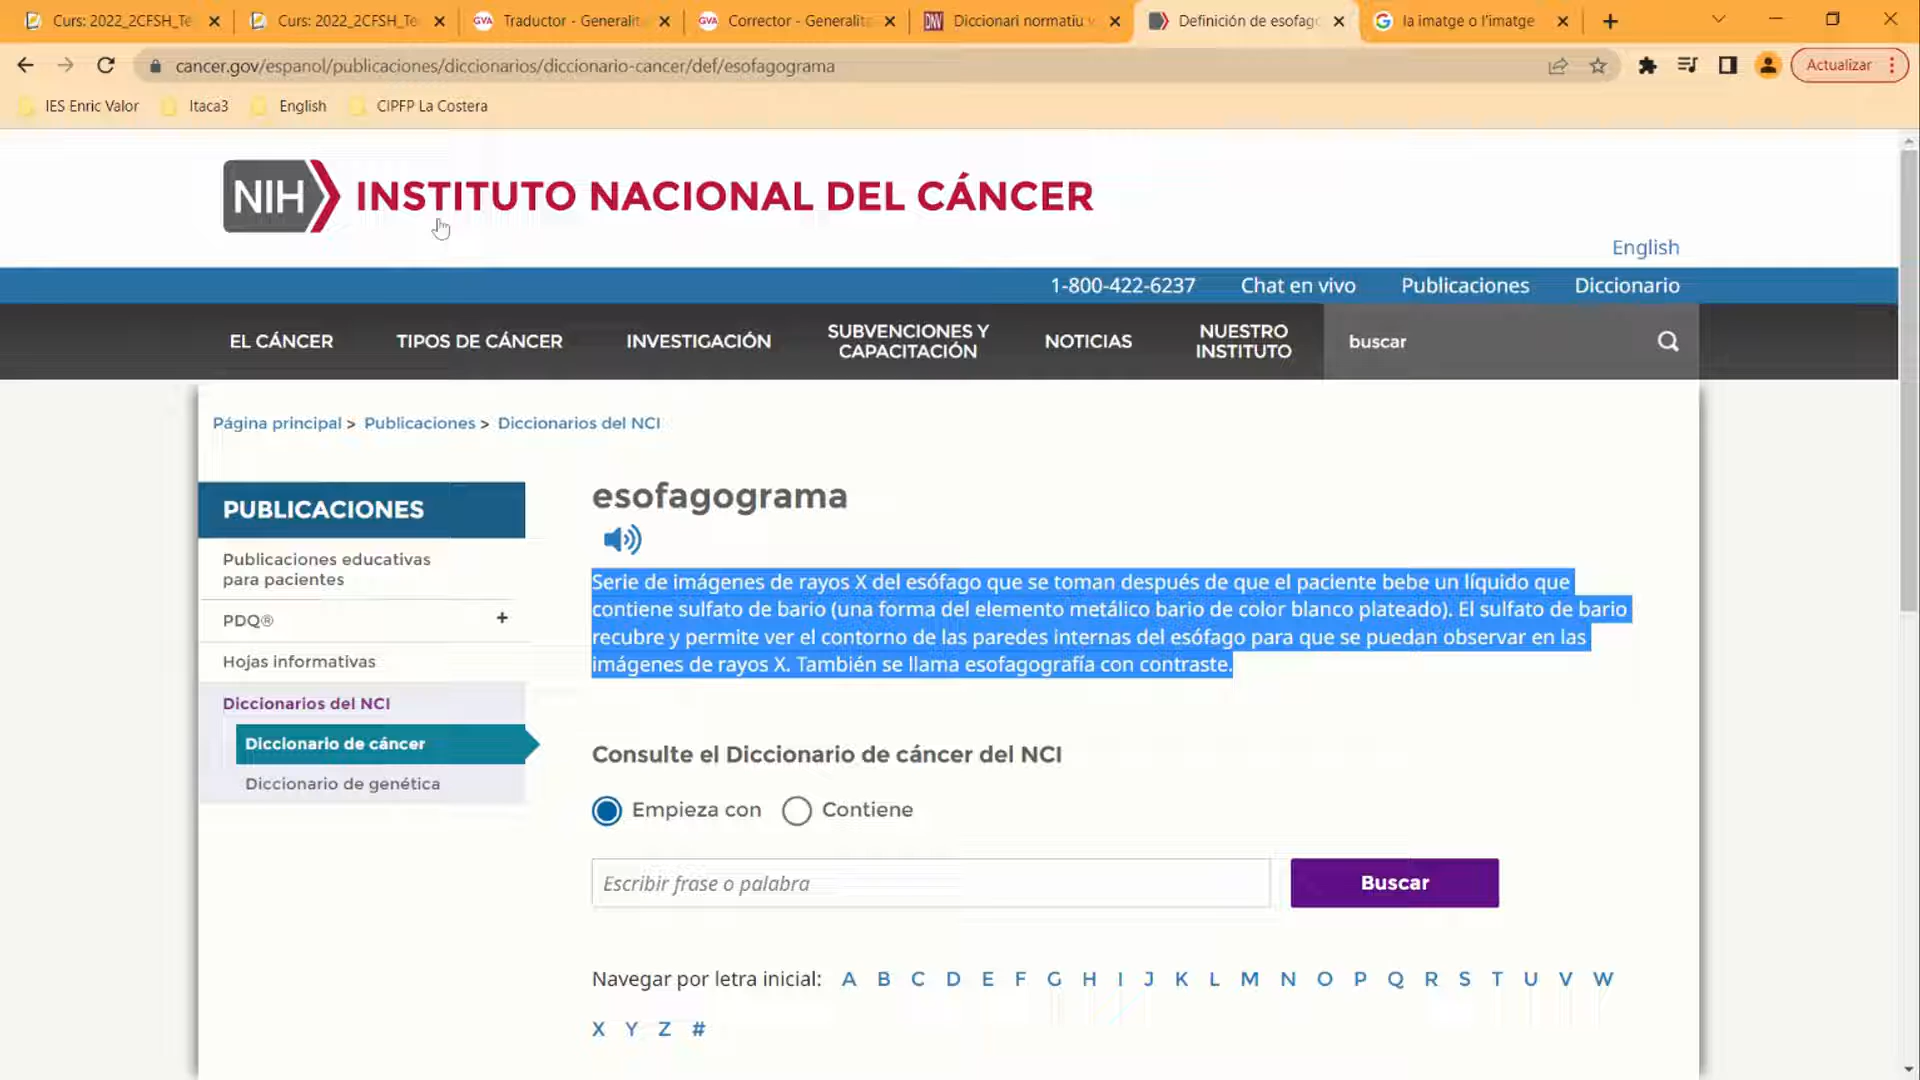 Curs: 2022_2CFSH_Te
Curs: 2022_2CFSH_Te
GVA Traductor - Generalit
GVA Corrector - Generalita
DNV Diccionari normatiu v
Definición de esofag
G la imatge o l'imatge
cancer.gov/espanol/publicaciones/diccionarios/diccionario-cancer/def/esofagograma
Actualizar
IES Enric Valor Itaca3 English CIPFP La Costera
NIH INSTITUTO NACIONAL DEL CÁNCER
English
1-800-422-6237 Chat en vivo Publicaciones Diccionario
EL CÁNCER TIPOS DE CÁNCER INVESTIGACIÓN SUBVENCIONES Y
CAPACITACIÓN
NOTICIAS NUESTRO
INSTITUTO
buscar
Página principal > Publicaciones > Diccionarios del NCI
PUBLICACIONES
Publicaciones educativas
para pacientes
PDQ® +
Hojas informativas
Diccionarios del NCI
Diccionario de cáncer
Diccionario de genética
esofagograma
Serie de imágenes de rayos X del esófago que se toman después de que el paciente bebe un líquido que
contiene sulfato de bario (una forma del elemento metálico bario de color blanco plateado). El sulfato de bario
recubre y permite ver el contorno de las paredes internas del esófago para que se puedan observar en las
imágenes de rayos X. También se llama esofagografía con contraste.
Consulte el Diccionario de cáncer del NCI
Empieza con Contiene
Escribir frase o palabra
Buscar
Navegar por letra inicial: A B C D E F G H I J K L M N O P Q R S T U V W
X Y Z #